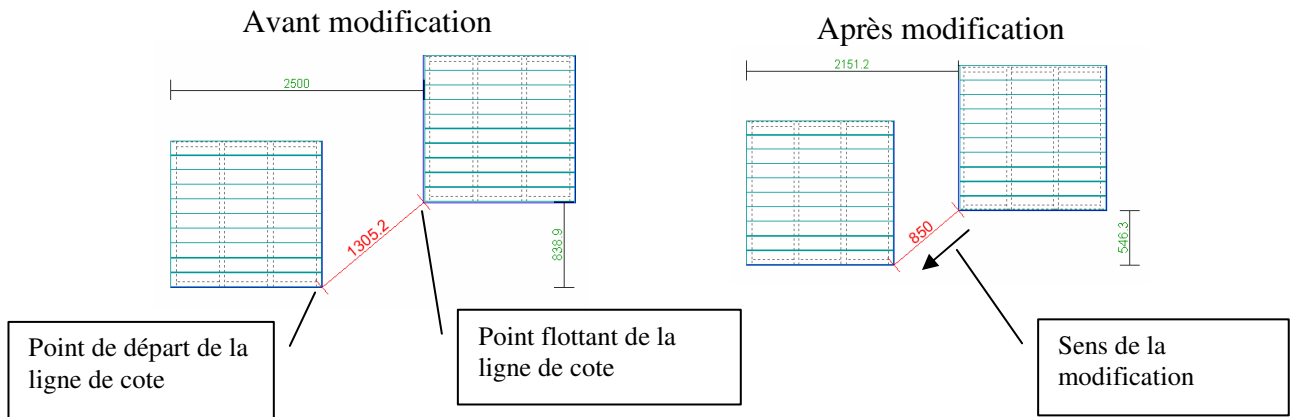 Avant modification
Après modification
2500
2151.2
1305.2
838.9
850
546.3
Point de départ de la
ligne de cote
Point flottant de la
ligne de cote
Sens de la
modification